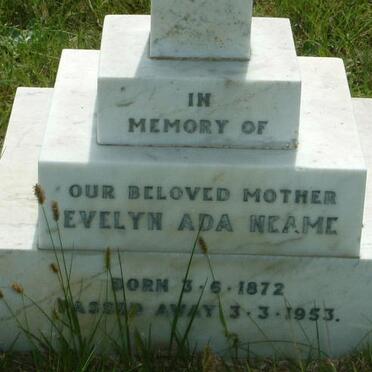 IN
MEMORY OF
OUR BELOVED MOTHER
EVELYN ADA NEAME
BORN 3·6·1872
PASSED AWAY 3·3·1953.